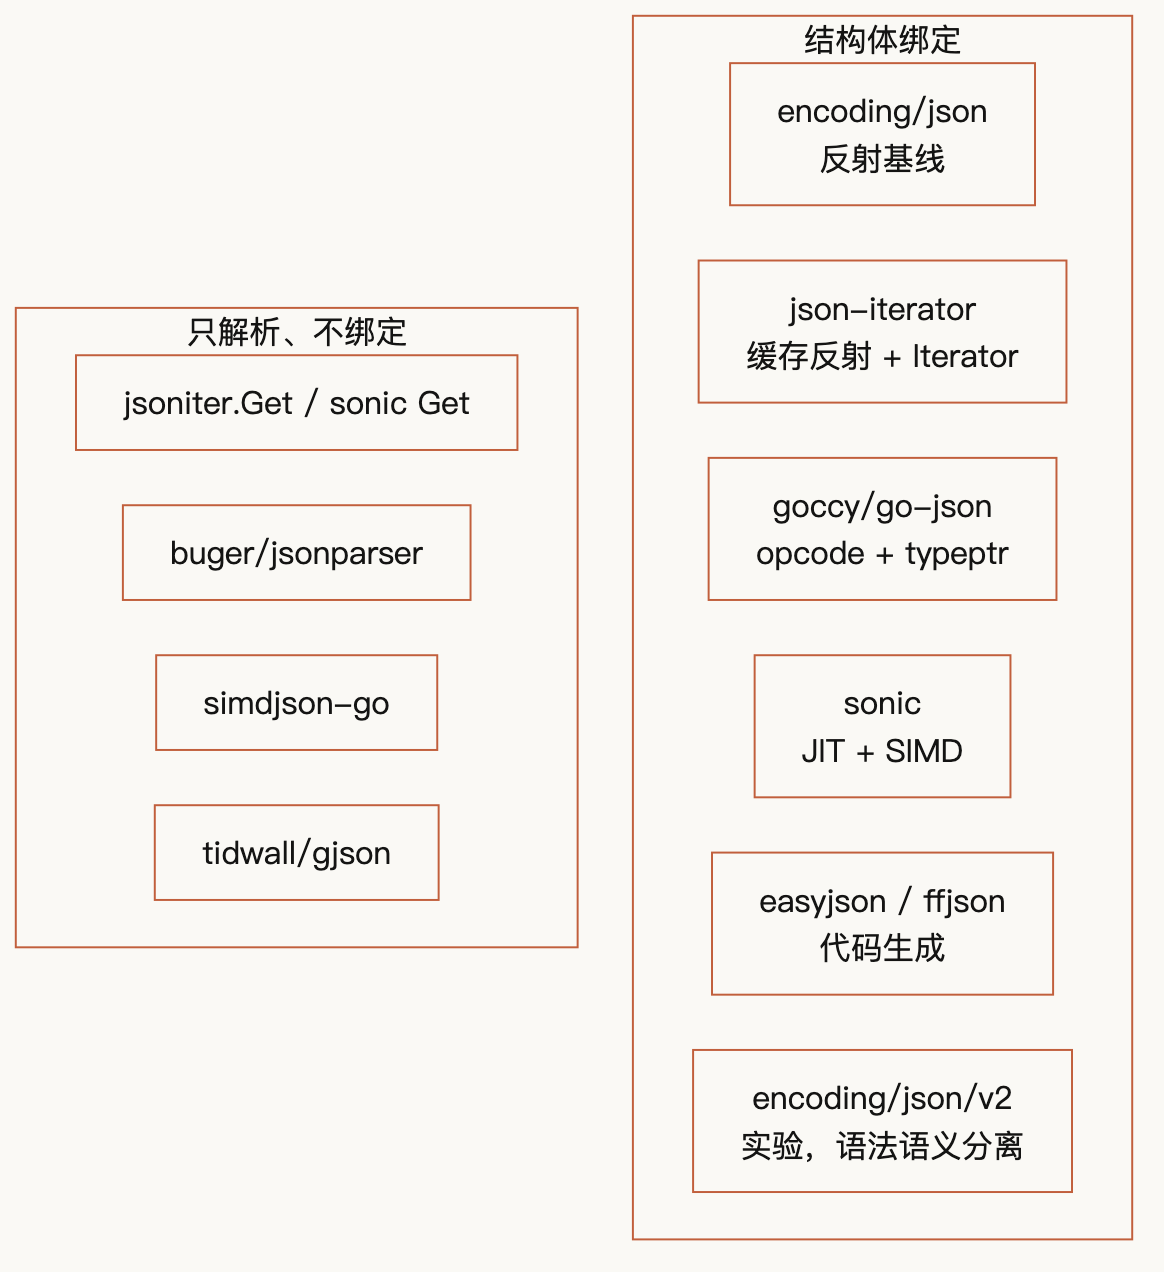 只解析、不绑定
jsoniter.Get / sonic Get
buger/jsonparser
simdjson-go
tidwall/gjson
结构体绑定
encoding/json
反射基线
json-iterator
缓存反射 + Iterator
goccy/go-json
opcode + typeptr
sonic
JIT + SIMD
easyjson / ffjson
代码生成
encoding/json/v2
实验，语法语义分离